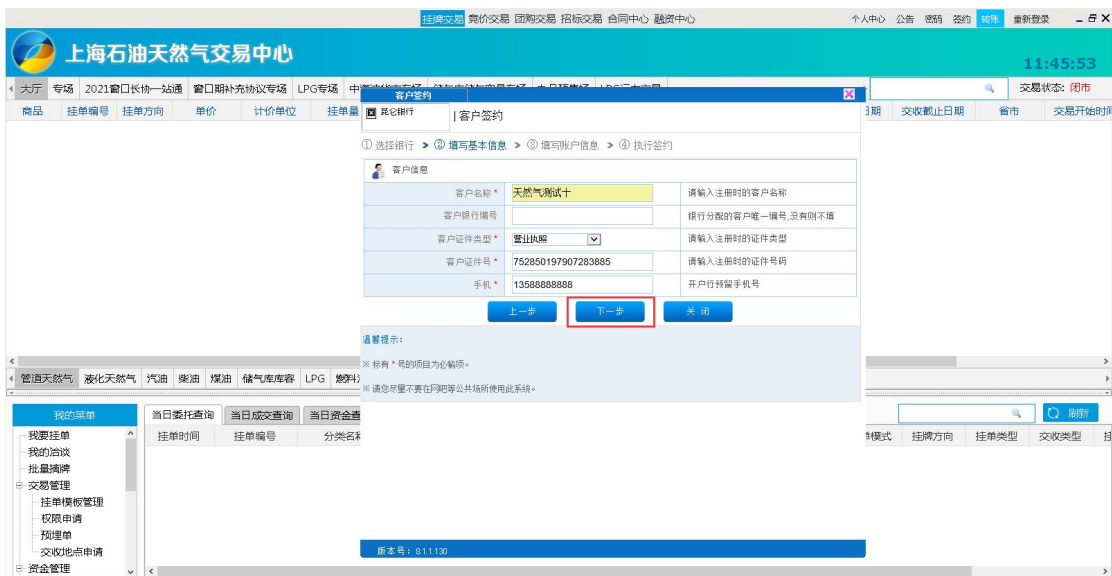 挂牌交易 竞价交易 团购交易 招标交易 合同中心 融资中心 个人中心 公告 密码 签约 转账 重新登录
上海石油天然气交易中心
11:45:53
大厅 专场 2021窗口长协一站通 窗口期补充协议专场 LPG专场
交易状态: 闭市
商品 挂单编号 挂单方向 单价 计价单位 挂单量 日期 交收截止日期 省市 交易开始时间
客户签约
昆仑银行 | 客户签约
① 选择银行 > ② 填写基本信息 > ③ 填写账户信息 > ④ 执行签约
客户信息
客户名称 * 天然气测试十 请输入注册时的客户名称
客户银行编号 银行分配的客户唯一编号,没有则不填
客户证件类型 * 营业执照 请输入注册时的证件类型
客户证件号 * 752850197907283885 请输入注册时的证件号码
手机 * 13588888888 开户行预留手机号
上一步 下一步 关 闭
温馨提示:
※ 标有 * 号的项目为必输项。
※ 请您尽量不要在网吧等公共场所使用此系统。
管道天然气 液化天然气 汽油 柴油 煤油 储气库库容 LPG
我的菜单 当日委托查询 当日成交查询 当日资金查 刷新
挂单时间 挂单编号 分类名称 模式 挂牌方向 挂单类型 交收类型 挂
我要挂单
我的洽谈
批量摘牌
交易管理
挂单模板管理
权限申请
预埋单
交收地点申请
资金管理
版本号: 8.1.1.130